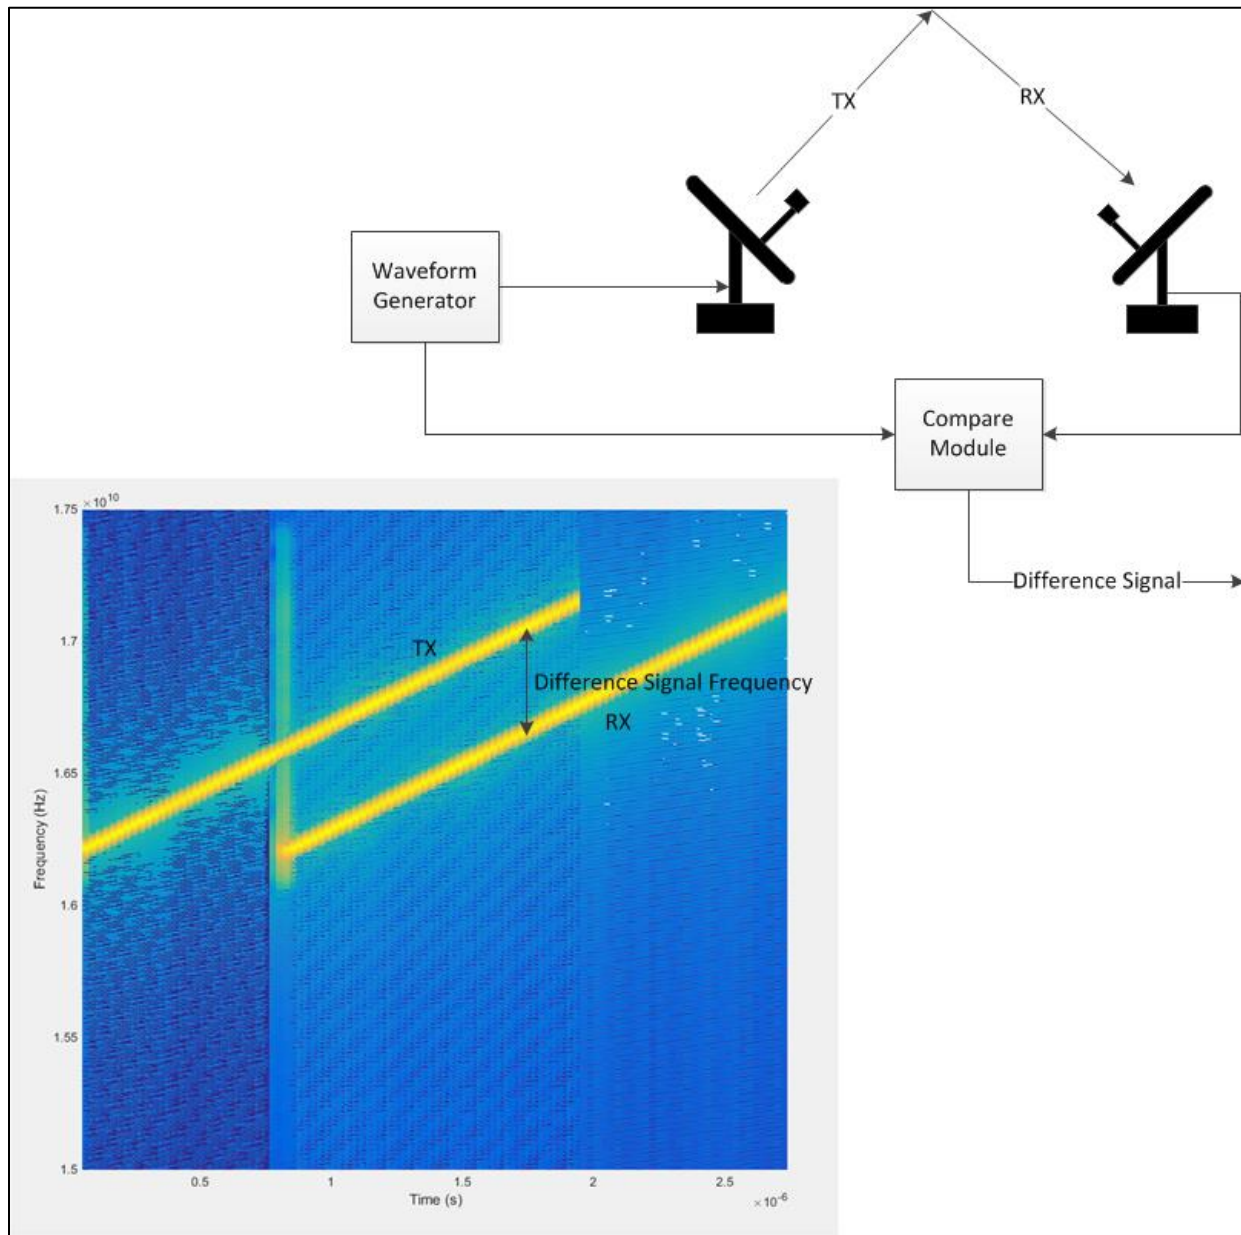 TX
RX
Waveform
Generator
Compare
Module
Difference Signal
×10^10
1.75
1.7
1.65
1.6
1.55
1.5
Frequency (Hz)
TX
Difference Signal Frequency
RX
0.5
1
1.5
2
2.5
Time (s)
×10^-6